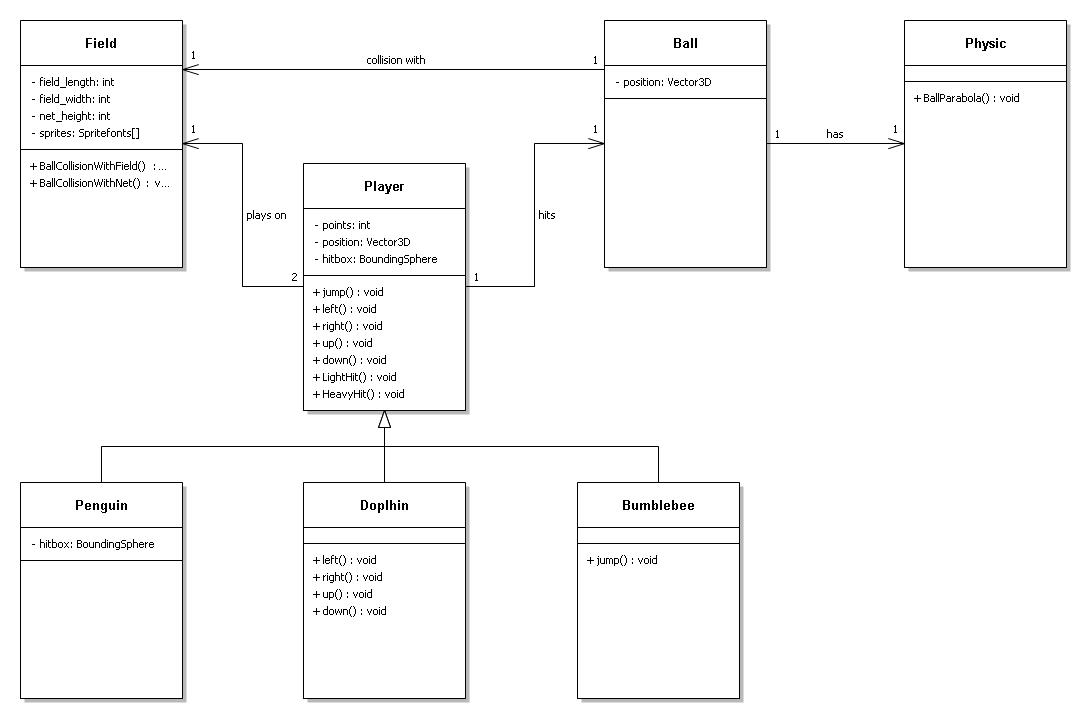 Field
- field_length: int
- field_width: int
- net_height: int
- sprites: Spritefonts[]
+ BallCollisionWithField() : ...
+ BallCollisionWithNet() : v...
1
collision with
1
1
plays on
2
Player
- points: int
- position: Vector3D
- hitbox: BoundingSphere
+ jump() : void
+ left() : void
+ right() : void
+ up() : void
+ down() : void
+ LightHit() : void
+ HeavyHit() : void
1
hits
1
Ball
- position: Vector3D
1
has
1
Physic
+ BallParabola() : void
Penguin
- hitbox: BoundingSphere
Doplhin
+ left() : void
+ right() : void
+ up() : void
+ down() : void
Bumblebee
+ jump() : void